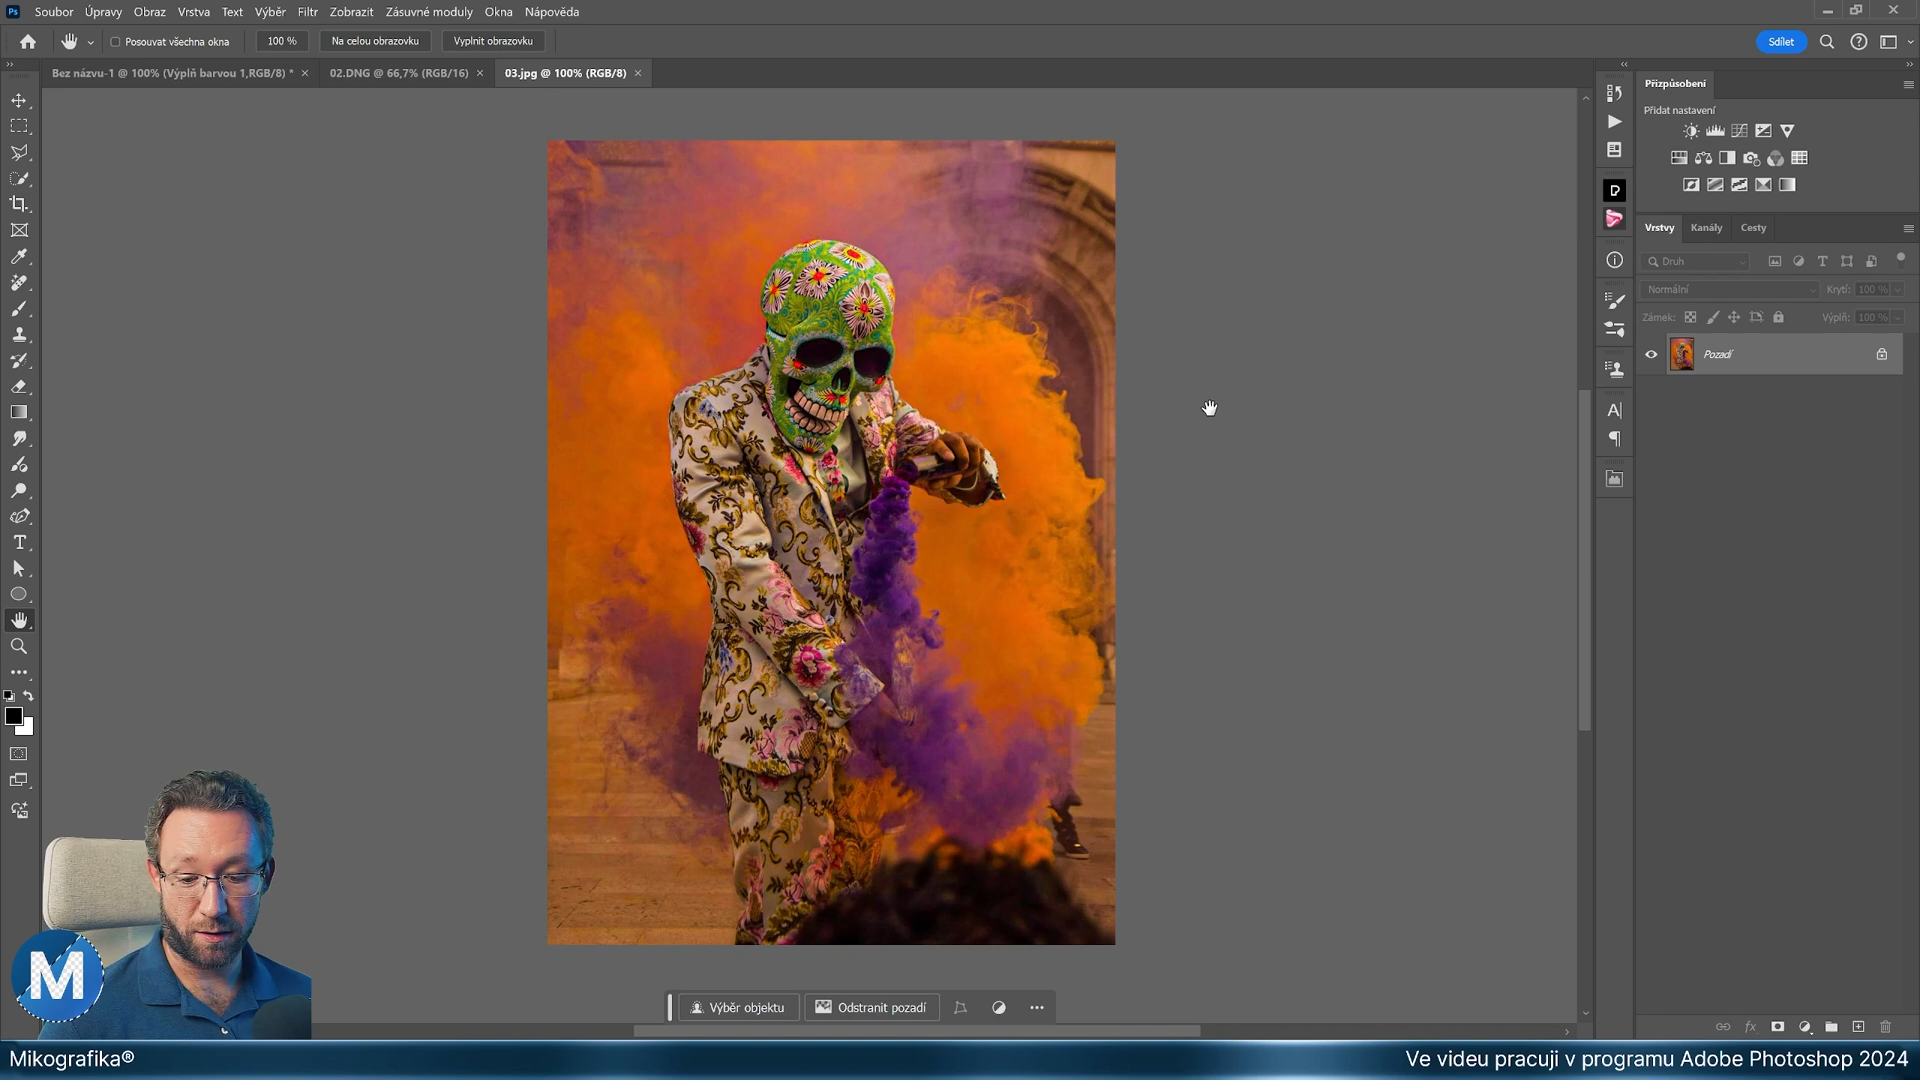 Soubor Úpravy Obraz Vrstva Text Výběr Filtr Zobrazit Zásuvné moduly Okna Nápověda
Posouvat všechna okna 100 % Na celou obrazovku Vyplnit obrazovku Sdílet
Bez názvu-1 @ 100% (Výplň barvou 1,RGB/8) * 02.DNG @ 66,7% (RGB/16) 03.jpg @ 100% (RGB/8)
Přizpůsobení
Přidat nastavení
Vrstvy Kanály Cesty
Druh
Normální Krytí: 100 %
Zámek: Výplň: 100 %
Pozadí
Výběr objektu Odstranit pozadí
M
Mikografika® Ve videu pracuji v programu Adobe Photoshop 2024